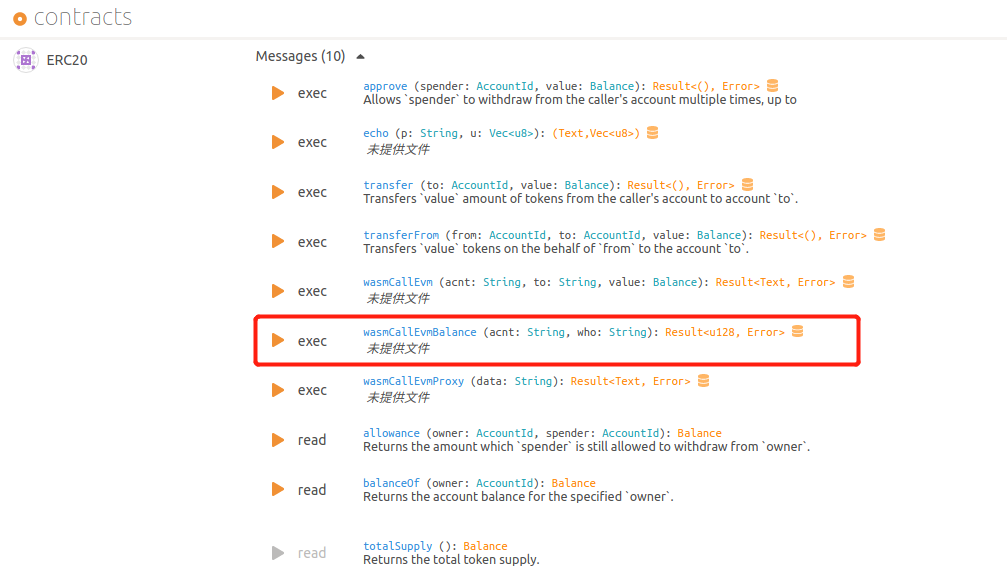 contracts
ERC20
Messages (10)
exec
approve (spender: AccountId, value: Balance): Result<(), Error>
Allows `spender` to withdraw from the caller's account multiple times, up to
exec
echo (p: String, u: Vec<u8>): (Text,Vec<u8>)
未提供文件
exec
transfer (to: AccountId, value: Balance): Result<(), Error>
Transfers `value` amount of tokens from the caller's account to account `to`.
exec
transferFrom (from: AccountId, to: AccountId, value: Balance): Result<(), Error>
Transfers `value` tokens on the behalf of `from` to the account `to`.
exec
wasmCallEvm (acnt: String, to: String, value: Balance): Result<Text, Error>
未提供文件
exec
wasmCallEvmBalance (acnt: String, who: String): Result<u128, Error>
未提供文件
exec
wasmCallEvmProxy (data: String): Result<Text, Error>
未提供文件
read
allowance (owner: AccountId, spender: AccountId): Balance
Returns the amount which `spender` is still allowed to withdraw from `owner`.
read
balanceOf (owner: AccountId): Balance
Returns the account balance for the specified `owner`.
read
totalSupply (): Balance
Returns the total token supply.